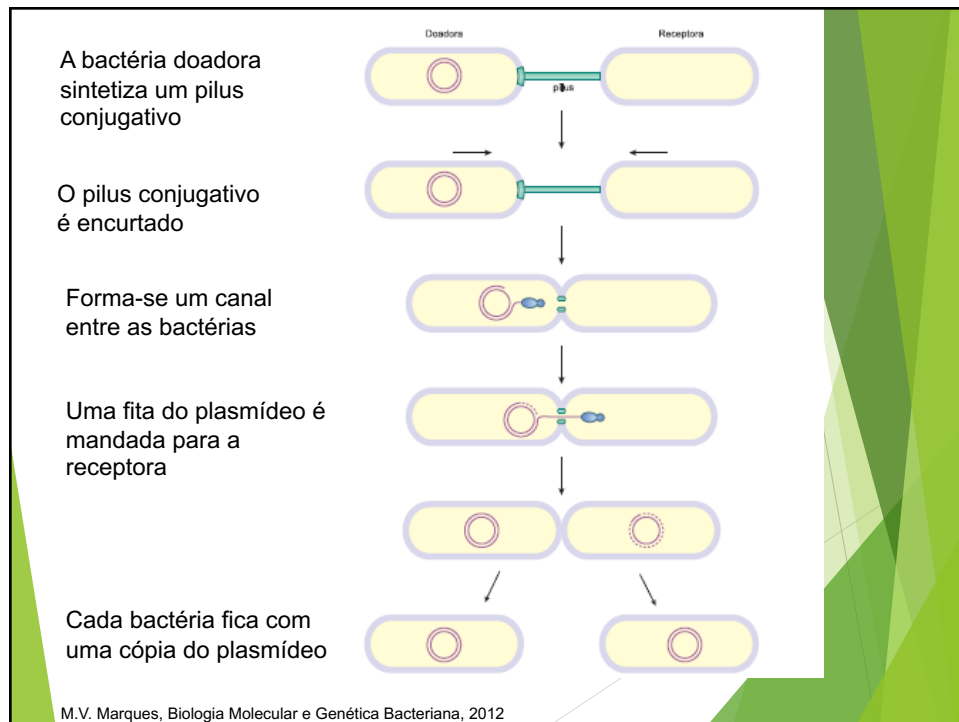 Doadora
Receptora
A bactéria doadora
sintetiza um pilus
conjugativo
pilus
O pilus conjugativo
é encurtado
Forma-se um canal
entre as bactérias
Uma fita do plasmídeo é
mandada para a
receptora
Cada bactéria fica com
uma cópia do plasmídeo
M.V. Marques, Biologia Molecular e Genética Bacteriana, 2012